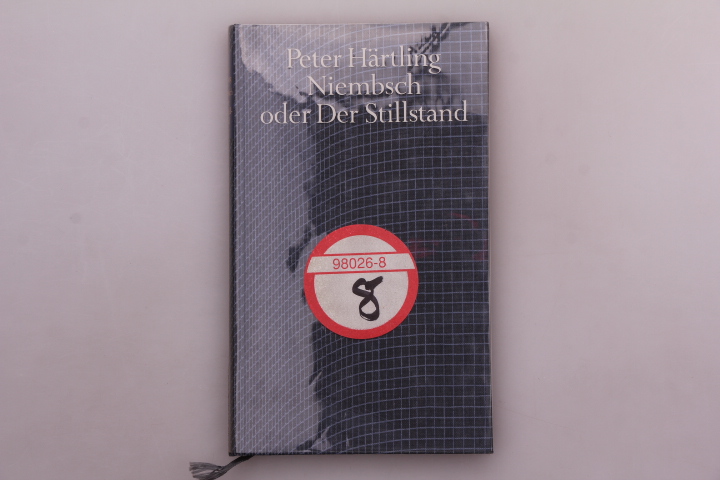 Peter Härtling
Niembsch
oder Der Stillstand
98026-8
8